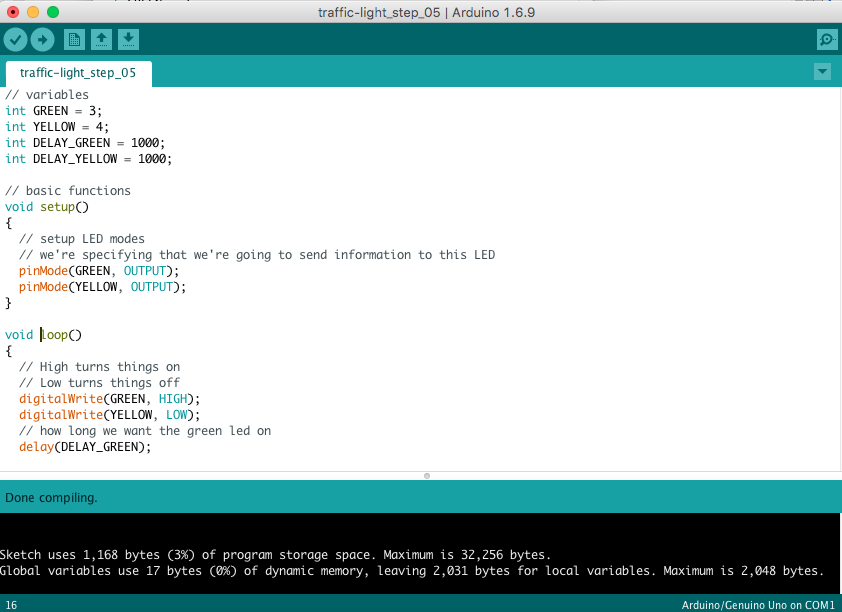 traffic-light_step_05 | Arduino 1.6.9
traffic-light_step_05
// variables
int GREEN = 3;
int YELLOW = 4;
int DELAY_GREEN = 1000;
int DELAY_YELLOW = 1000;
// basic functions
void setup()
{
  // setup LED modes
  // we're specifying that we're going to send information to this LED
  pinMode(GREEN, OUTPUT);
  pinMode(YELLOW, OUTPUT);
}
void loop()
{
  // High turns things on
  // Low turns things off
  digitalWrite(GREEN, HIGH);
  digitalWrite(YELLOW, LOW);
  // how long we want the green led on
  delay(DELAY_GREEN);
Done compiling.
Sketch uses 1,168 bytes (3%) of program storage space. Maximum is 32,256 bytes.
Global variables use 17 bytes (0%) of dynamic memory, leaving 2,031 bytes for local variables. Maximum is 2,048 bytes.
16
Arduino/Genuino Uno on COM1